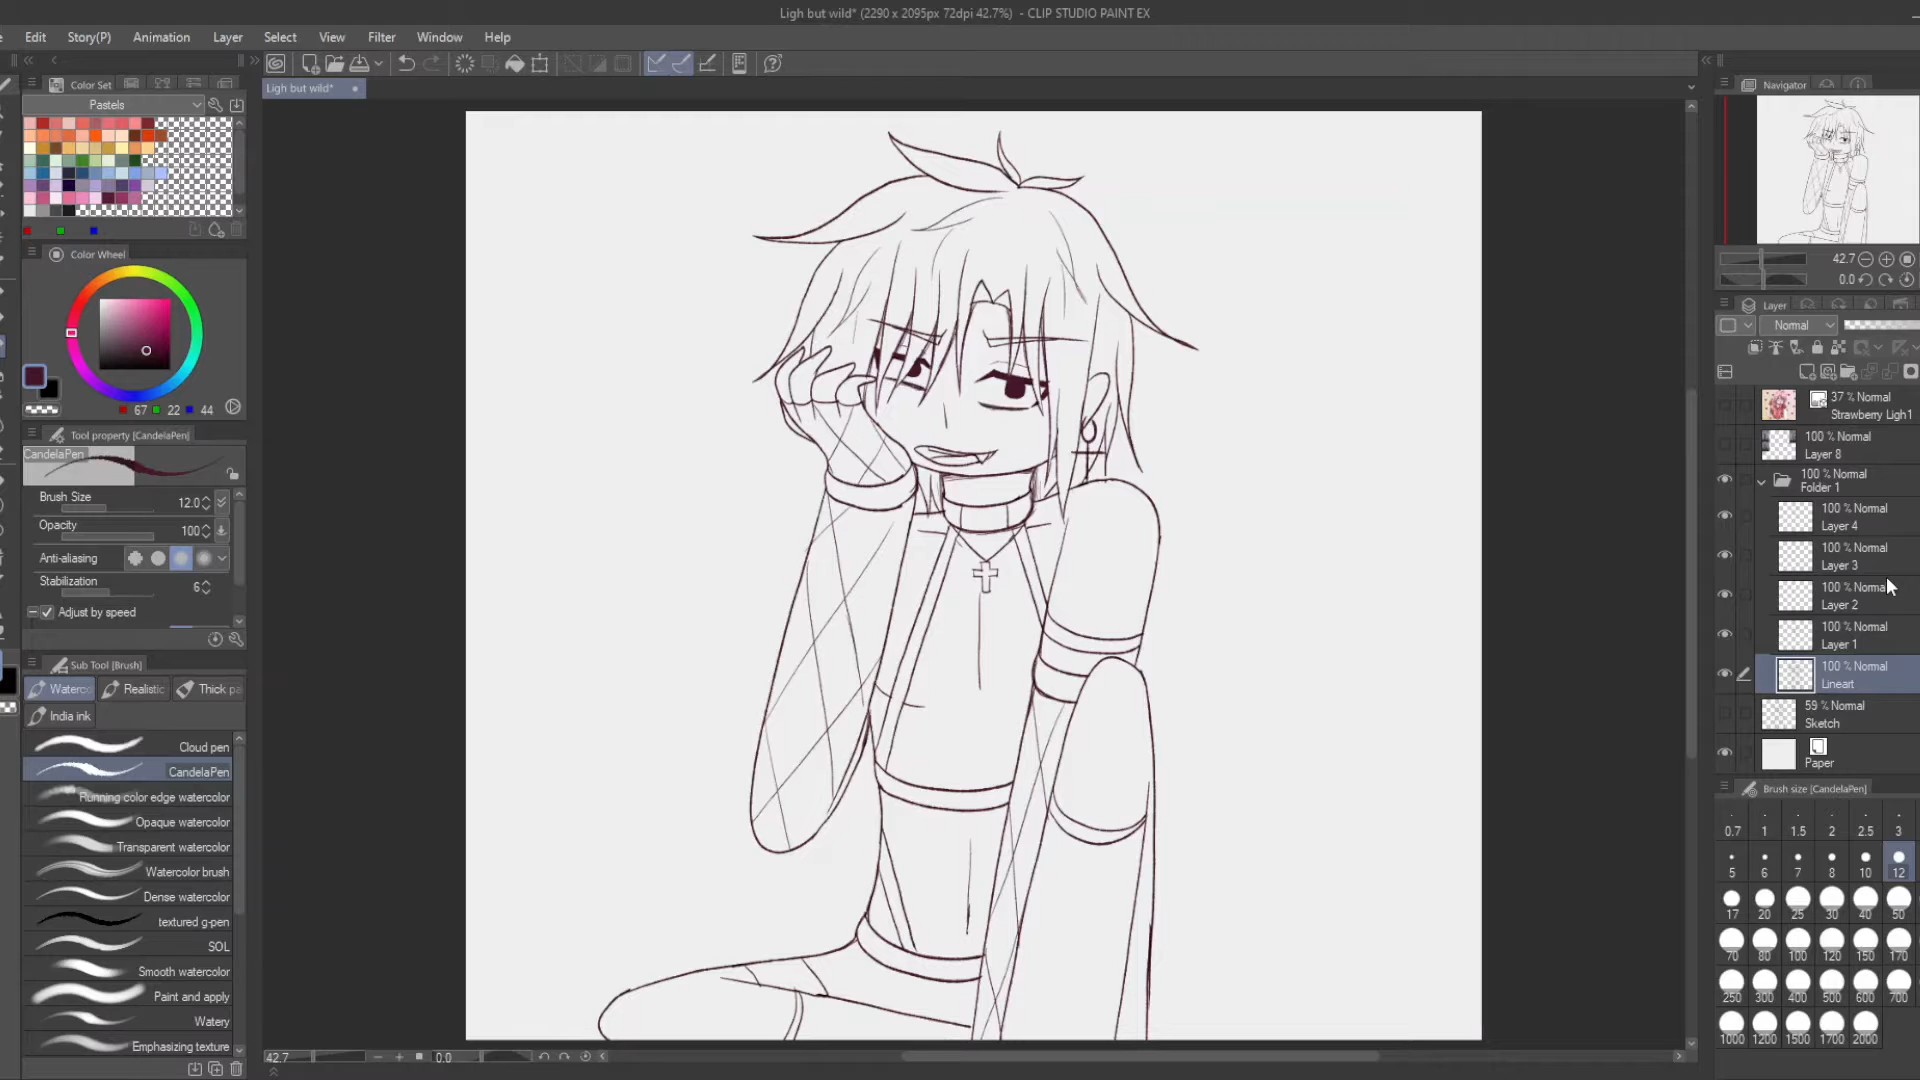 Ligh but wild* (2290 x 2095px 72dpi 42.7%) - CLIP STUDIO PAINT EX
Edit Story(P) Animation Layer Select View Filter Window Help
Color Set
Ligh but wild*
Navigator
Pastels
Color Wheel
42.7
0.0
Layer
Normal
37 % Normal
Strawberry Ligh1
67 22 44
100 % Normal
Layer 8
Tool property [CandelaPen]
CandelaPen
100 % Normal
Folder 1
Brush Size 12.0
100 % Normal
Layer 4
Opacity 100
Anti-aliasing
100 % Normal
Layer 3
Stabilization 6
100 % Norma
Layer 2
Adjust by speed
100 % Normal
Layer 1
Sub Tool [Brush]
100 % Normal
Lineart
Waterco Realistic Thick pa
India ink
59 % Normal
Sketch
Cloud pen
Paper
CandelaPen
Running color edge watercolor
Brush size [CandelaPen]
Opaque watercolor
0.7 1 1.5 2 2.5 3
Transparent watercolor
Watercolor brush
5 6 7 8 10 12
Dense watercolor
17 20 25 30 40 50
textured g-pen
SOL
70 80 100 120 150 170
Smooth watercolor
Paint and apply
250 300 400 500 600 700
Watery
1000 1200 1500 1700 2000
Emphasizing texture
42.7 0.0